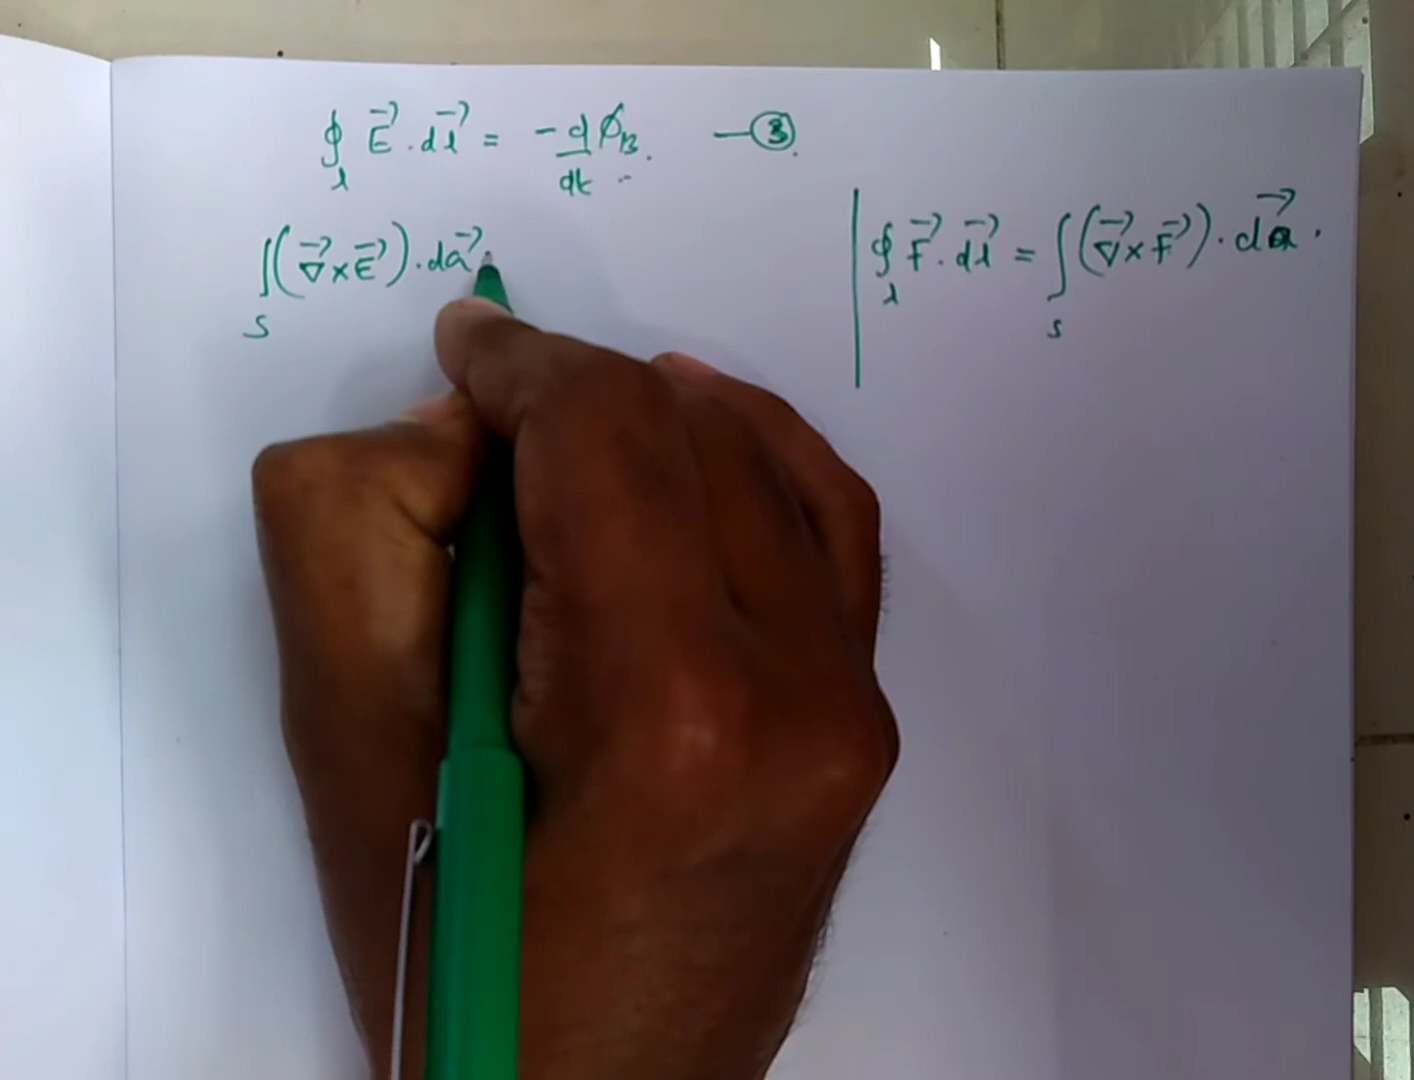 ∮_l E⃗ . dl⃗ = -d/dt ϕ_B. —③.
∫_S (∇⃗ × E⃗) . da⃗
∮_l F⃗ . dl⃗ = ∫_S (∇⃗ × F⃗) . da⃗ .